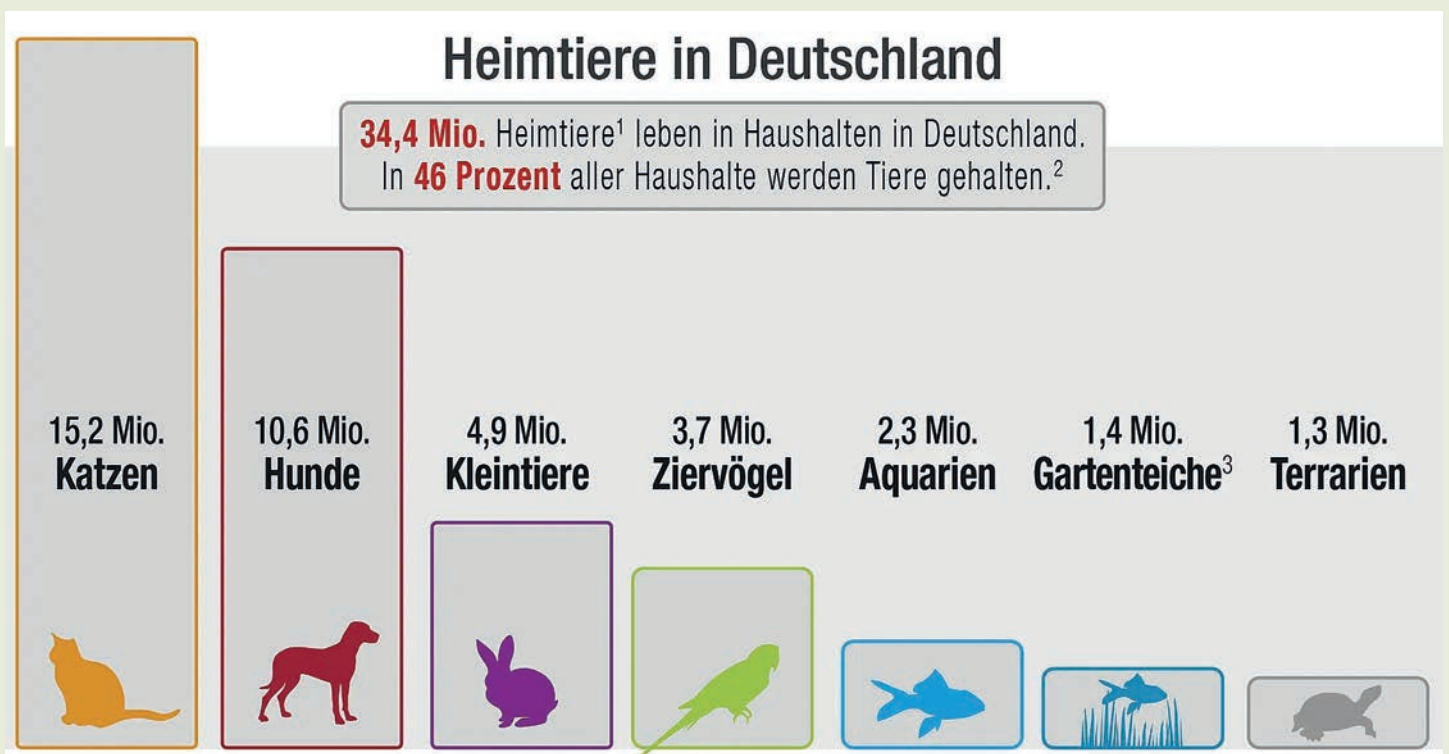 Heimtiere in Deutschland
34,4 Mio. Heimtiere¹ leben in Haushalten in Deutschland.
In 46 Prozent aller Haushalte werden Tiere gehalten.²
15,2 Mio.
Katzen
10,6 Mio.
Hunde
4,9 Mio.
Kleintiere
3,7 Mio.
Ziervögel
2,3 Mio.
Aquarien
1,4 Mio.
Gartenteiche³
1,3 Mio.
Terrarien